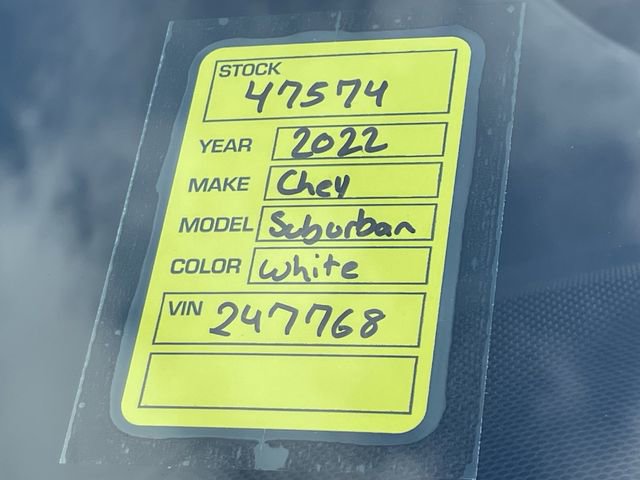 STOCK
47574
YEAR 2022
MAKE Chev
MODEL Suburban
COLOR white
VIN 247768